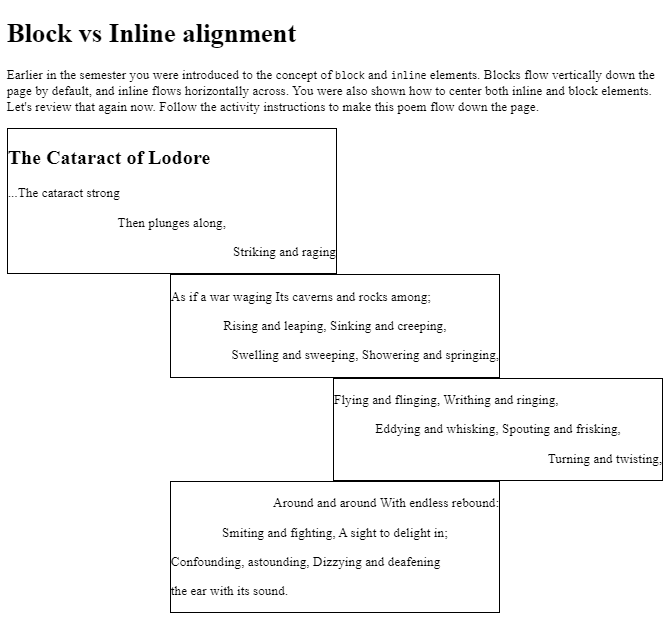 Block vs Inline alignment
Earlier in the semester you were introduced to the concept of block and inline elements. Blocks flow vertically down the
page by default, and inline flows horizontally across. You were also shown how to center both inline and block elements.
Let's review that again now. Follow the activity instructions to make this poem flow down the page.
The Cataract of Lodore
...The cataract strong
Then plunges along,
Striking and raging
As if a war waging Its caverns and rocks among;
Rising and leaping, Sinking and creeping,
Swelling and sweeping, Showering and springing,
Flying and flinging, Writhing and ringing,
Eddying and whisking, Spouting and frisking,
Turning and twisting,
Around and around With endless rebound:
Smiting and fighting, A sight to delight in;
Confounding, astounding, Dizzying and deafening
the ear with its sound.